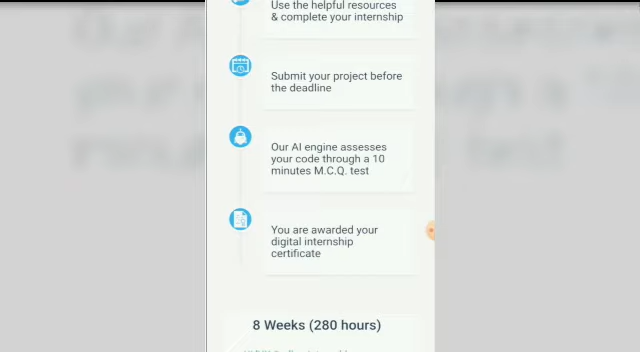 Use the helpful resources
& complete your internship
Submit your project before
the deadline
Our AI engine assesses
your code through a 10
minutes M.C.Q. test
You are awarded your
digital internship
certificate
8 Weeks (280 hours)